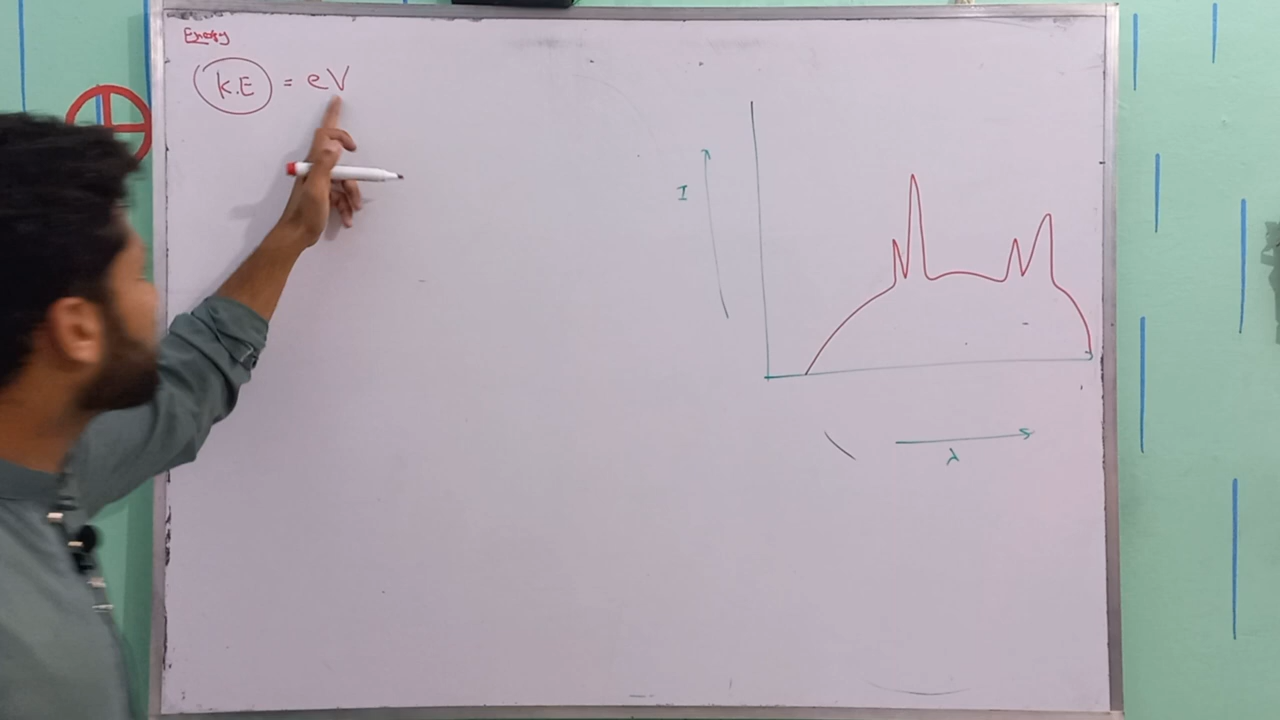 Energy
K.E = eV
I
λ